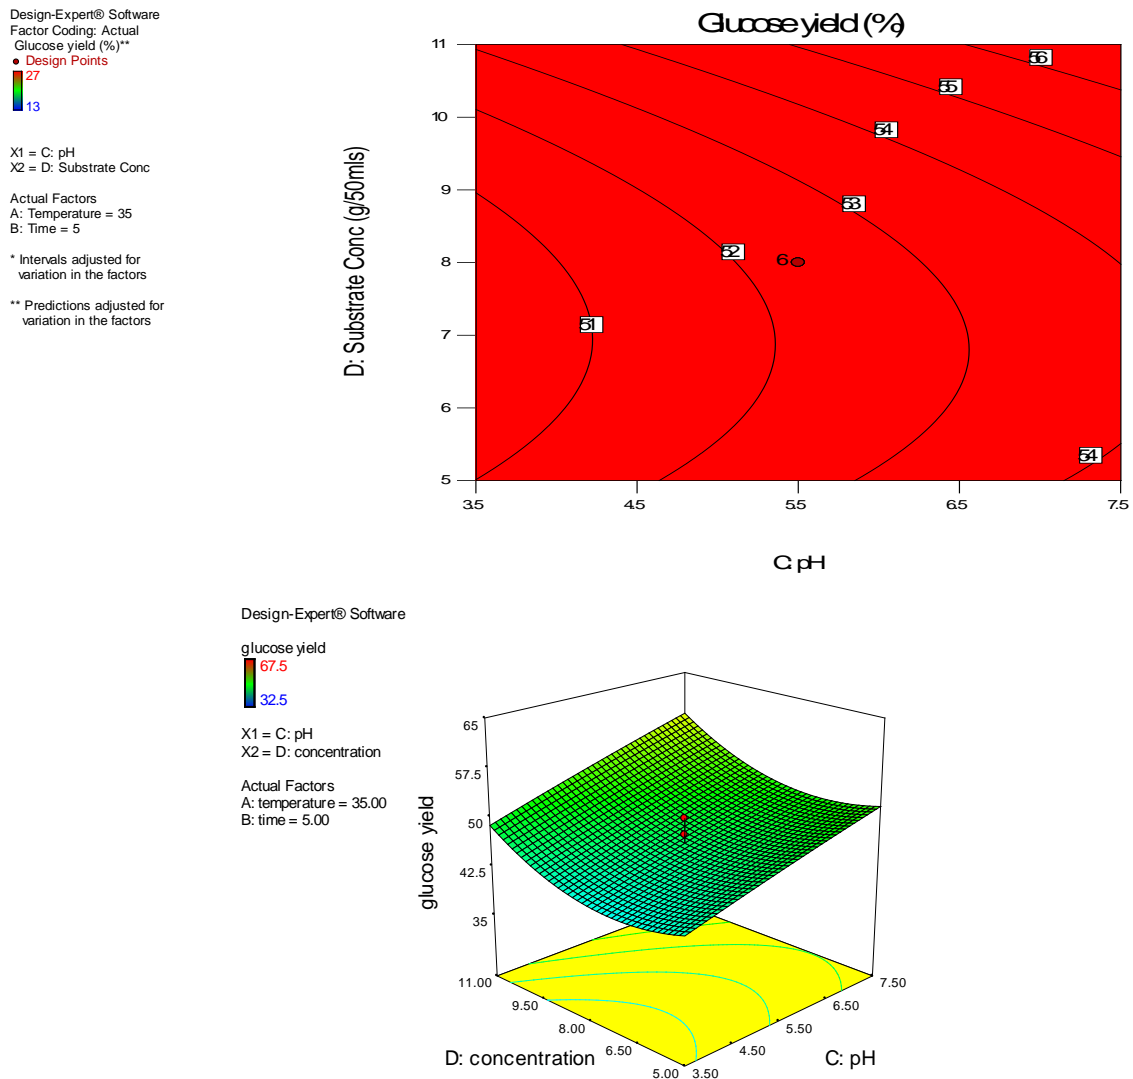 Design-Expert® Software
Factor Coding: Actual
Glucose yield (%)**
Design Points
27
13
X1 = C: pH
X2 = D: Substrate Conc
Actual Factors
A: Temperature = 35
B: Time = 5
* Intervals adjusted for
variation in the factors
** Predictions adjusted for
variation in the factors
Glucose yield (%)
D: Substrate Conc (g/50mls)
11
10
9
8
7
6
5
3.5
4.5
5.5
6.5
7.5
C: pH
56
55
54
53
52
6
51
54
Design-Expert® Software
glucose yield
67.5
32.5
X1 = C: pH
X2 = D: concentration
Actual Factors
A: temperature = 35.00
B: time = 5.00
glucose yield
65
57.5
50
42.5
35
11.00
9.50
8.00
6.50
5.00
D: concentration
3.50
4.50
5.50
6.50
7.50
C: pH